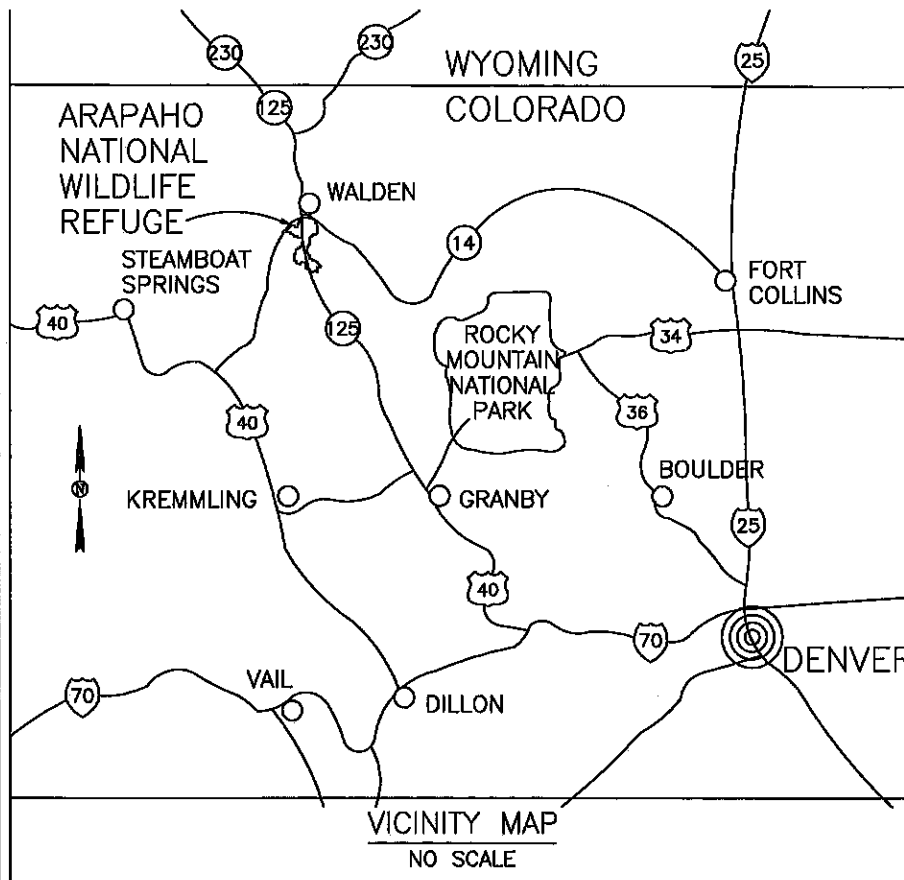 230
230
25
WYOMING
COLORADO
125
ARAPAHO
NATIONAL
WILDLIFE
REFUGE
WALDEN
14
STEAMBOAT
SPRINGS
FORT
COLLINS
40
125
ROCKY
MOUNTAIN
NATIONAL
PARK
34
40
36
N
KREMMLING
GRANBY
BOULDER
25
40
70
DENVER
VAIL
70
DILLON
VICINITY MAP
NO SCALE